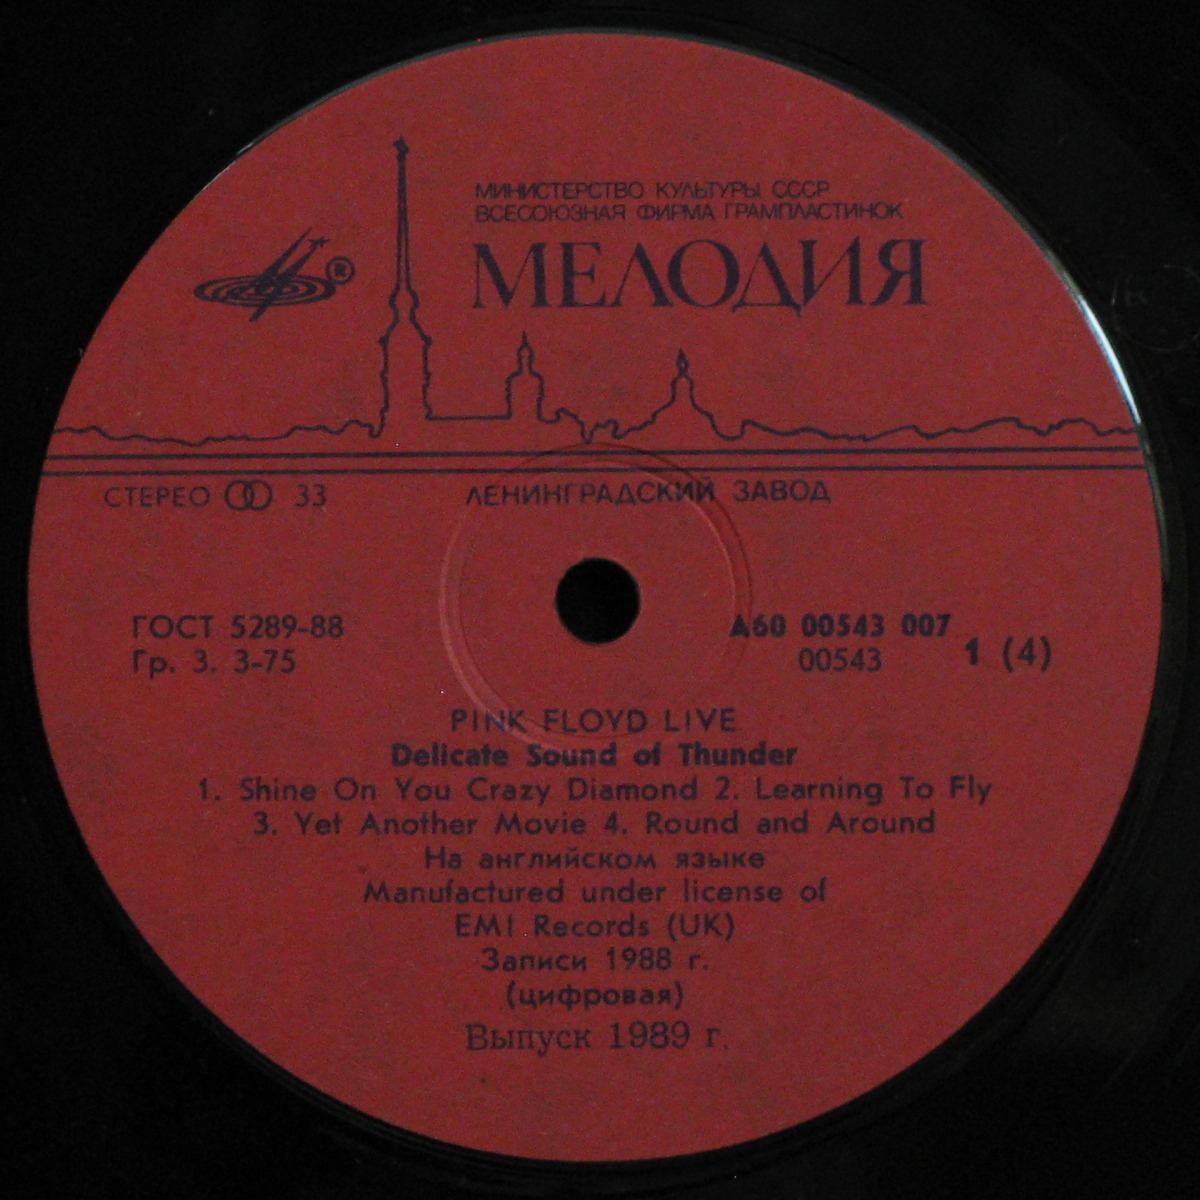 МИНИСТЕРСТВО КУЛЬТУРЫ СССР
ВСЕСОЮЗНАЯ ФИРМА ГРАМПЛАСТИНОК
®
МЕЛОДИЯ
СТЕРЕО 33
ЛЕНИНГРАДСКИЙ ЗАВОД
ГОСТ 5289-88
Гр. 3. 3-75
А60 00543 007
00543
1 (4)
PINK FLOYD LIVE
Delicate Sound of Thunder
1. Shine On You Crazy Diamond 2. Learning To Fly
3. Yet Another Movie 4. Round and Around
На английском языке
Manufactured under license of
EMI Records (UK)
Записи 1988 г.
(цифровая)
Выпуск 1989 г.